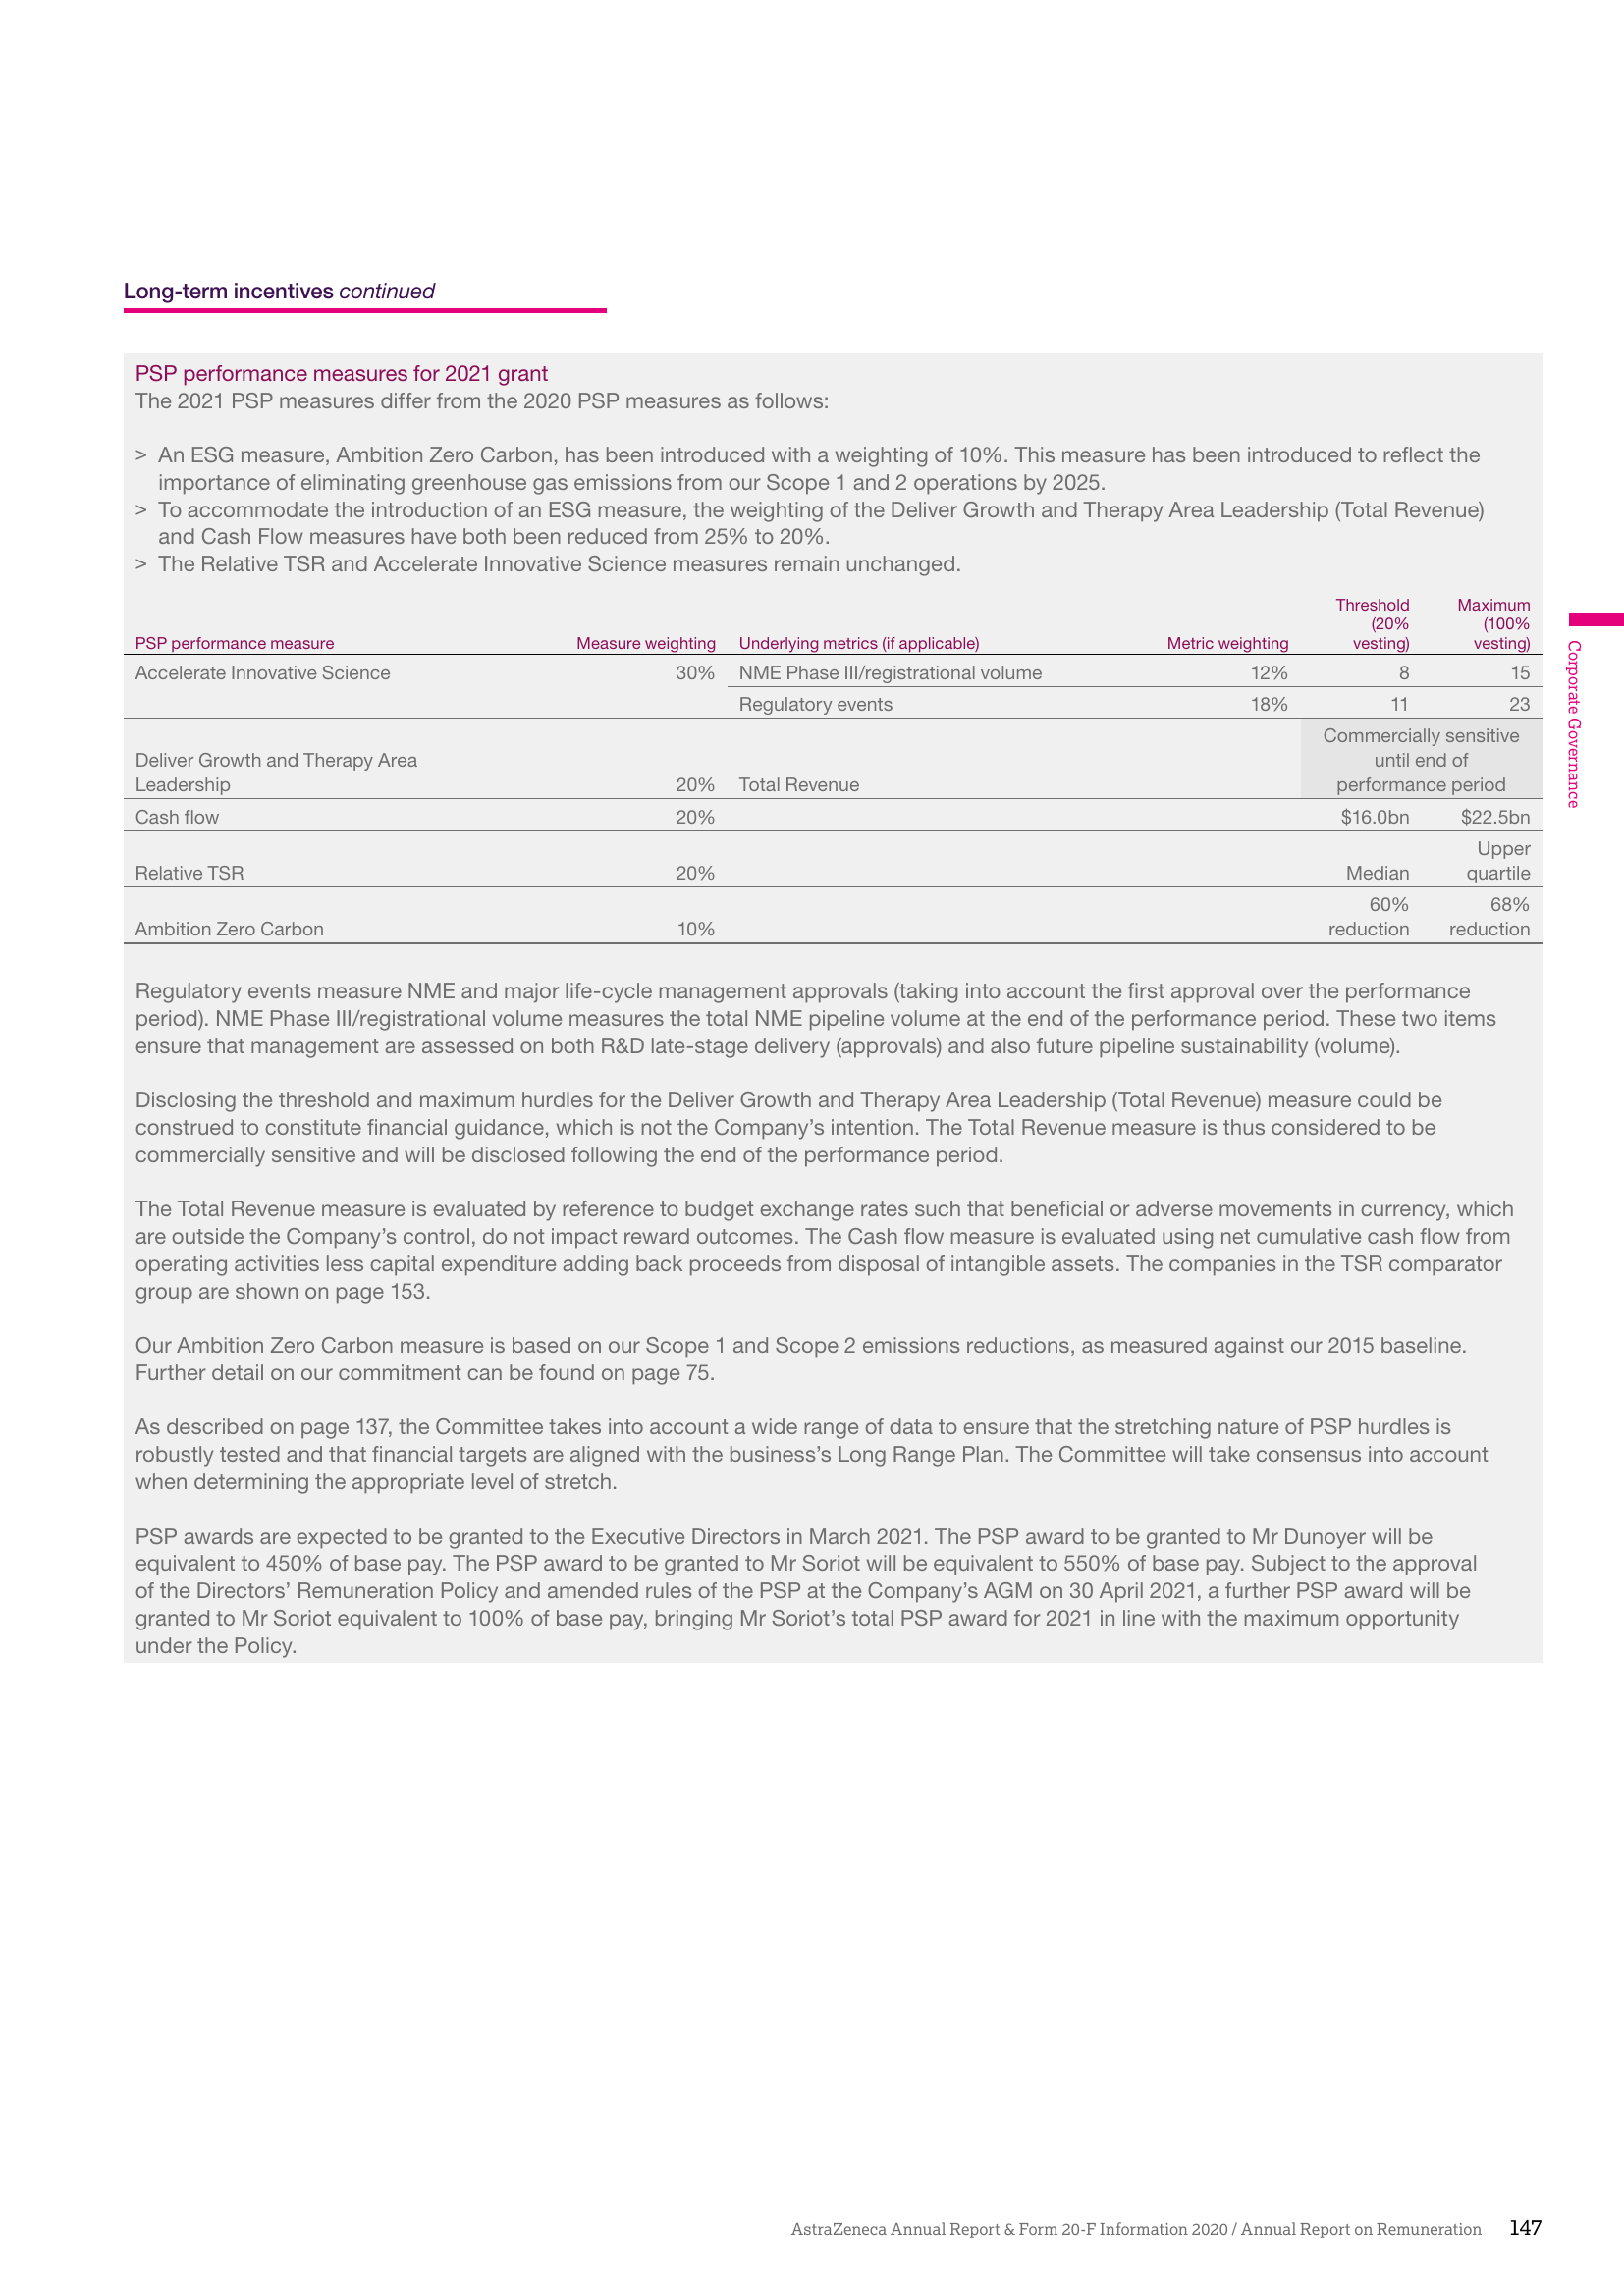 Long-term incentives continued
PSP performance measures for 2021 grant
The 2021 PSP measures differ from the 2020 PSP measures as follows:
> An ESG measure, Ambition Zero Carbon, has been introduced with a weighting of 10%. This measure has been introduced to reflect the
importance of eliminating greenhouse gas emissions from our Scope 1 and 2 operations by 2025.
> To accommodate the introduction of an ESG measure, the weighting of the Deliver Growth and Therapy Area Leadership (Total Revenue)
and Cash Flow measures have both been reduced from 25% to 20%.
> The Relative TSR and Accelerate Innovative Science measures remain unchanged.
PSP performance measure Measure weighting Underlying metrics (if applicable) Metric weighting Threshold (20% vesting) Maximum (100% vesting)
Accelerate Innovative Science 30% NME Phase III/registrational volume 12% 8 15
Regulatory events 18% 11 23
Deliver Growth and Therapy Area
Leadership 20% Total Revenue
Commercially sensitive
until end of
performance period
Cash flow 20% $16.0bn $22.5bn
Relative TSR 20% Median Upper quartile
Ambition Zero Carbon 10% 60% reduction 68% reduction
Regulatory events measure NME and major life-cycle management approvals (taking into account the first approval over the performance
period). NME Phase III/registrational volume measures the total NME pipeline volume at the end of the performance period. These two items
ensure that management are assessed on both R&D late-stage delivery (approvals) and also future pipeline sustainability (volume).
Disclosing the threshold and maximum hurdles for the Deliver Growth and Therapy Area Leadership (Total Revenue) measure could be
construed to constitute financial guidance, which is not the Company's intention. The Total Revenue measure is thus considered to be
commercially sensitive and will be disclosed following the end of the performance period.
The Total Revenue measure is evaluated by reference to budget exchange rates such that beneficial or adverse movements in currency, which
are outside the Company's control, do not impact reward outcomes. The Cash flow measure is evaluated using net cumulative cash flow from
operating activities less capital expenditure adding back proceeds from disposal of intangible assets. The companies in the TSR comparator
group are shown on page 153.
Our Ambition Zero Carbon measure is based on our Scope 1 and Scope 2 emissions reductions, as measured against our 2015 baseline.
Further detail on our commitment can be found on page 75.
As described on page 137, the Committee takes into account a wide range of data to ensure that the stretching nature of PSP hurdles is
robustly tested and that financial targets are aligned with the business's Long Range Plan. The Committee will take consensus into account
when determining the appropriate level of stretch.
PSP awards are expected to be granted to the Executive Directors in March 2021. The PSP award to be granted to Mr Dunoyer will be
equivalent to 450% of base pay. The PSP award to be granted to Mr Soriot will be equivalent to 550% of base pay. Subject to the approval
of the Directors' Remuneration Policy and amended rules of the PSP at the Company's AGM on 30 April 2021, a further PSP award will be
granted to Mr Soriot equivalent to 100% of base pay, bringing Mr Soriot's total PSP award for 2021 in line with the maximum opportunity
under the Policy.
Corporate Governance
AstraZeneca Annual Report & Form 20-F Information 2020 / Annual Report on Remuneration 147